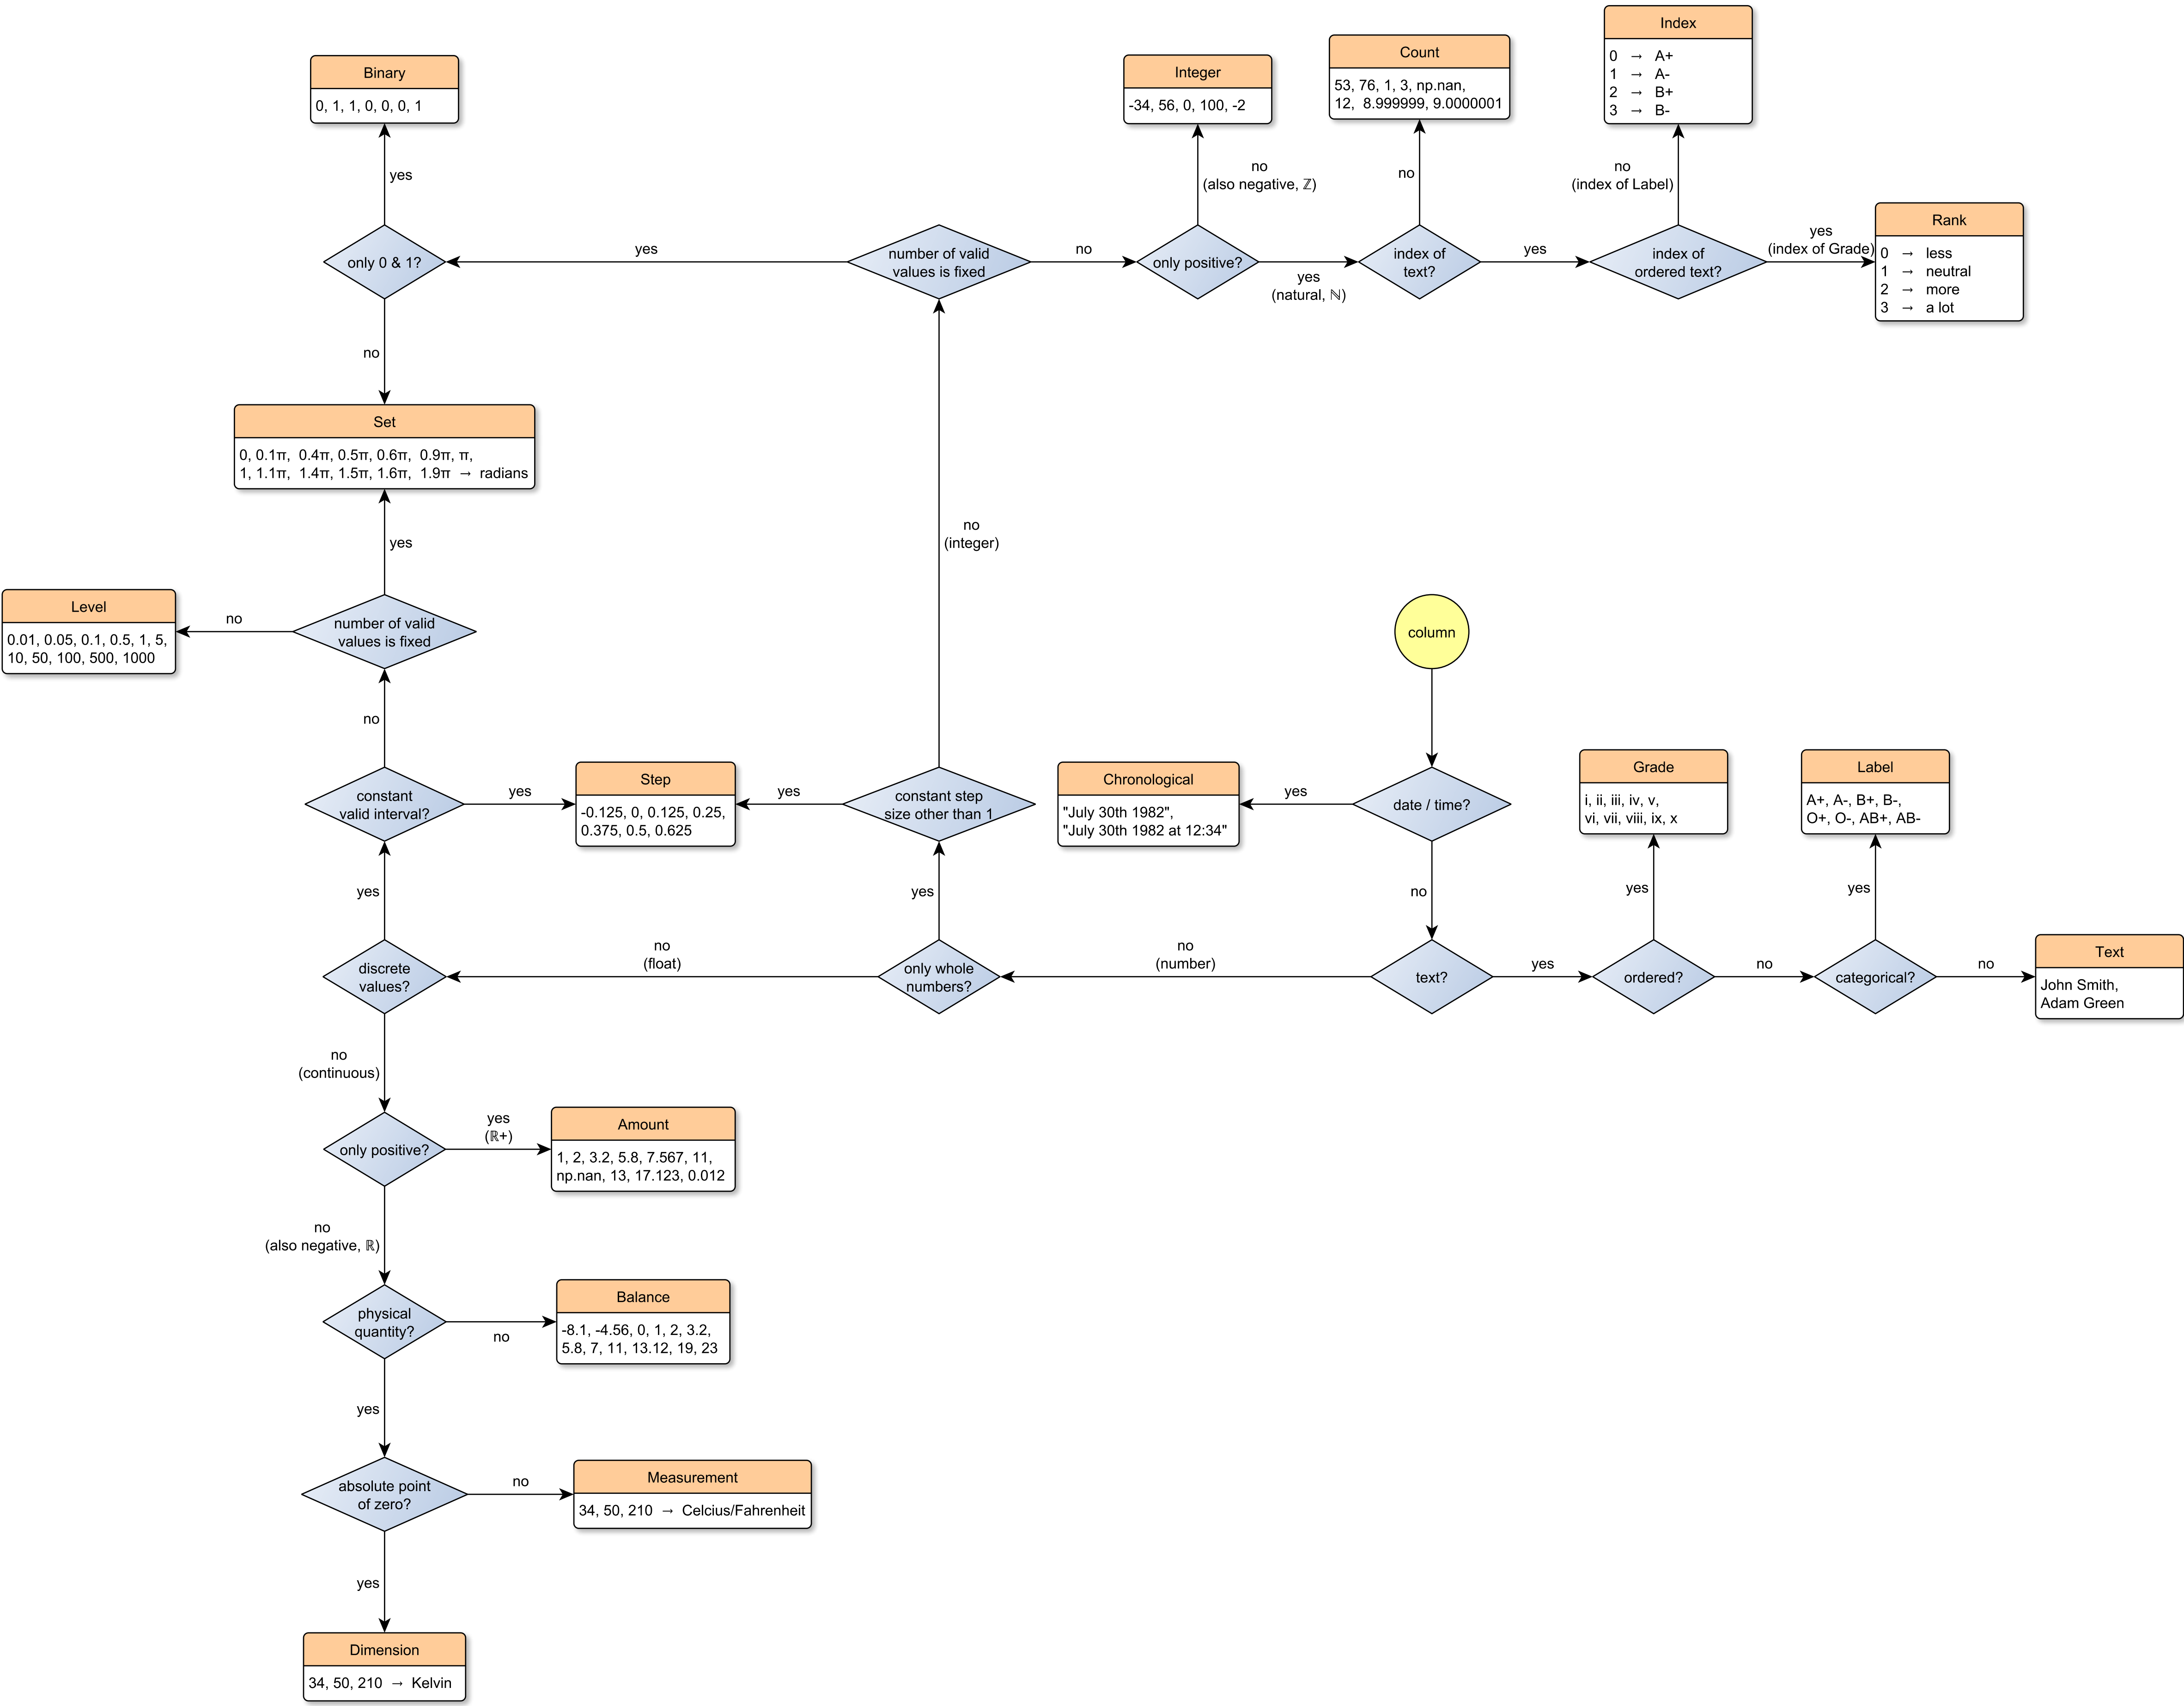 Index
0 → A+
1 → A-
2 → B+
3 → B-
Count
53, 76, 1, 3, np.nan,
12, 8.999999, 9.0000001
Binary
0, 1, 1, 0, 0, 0, 1
Integer
-34, 56, 0, 100, -2
yes
no
(also negative, ℤ)
no
no
(index of Label)
Rank
0 → less
1 → neutral
2 → more
3 → a lot
only 0 & 1?
yes
number of valid
values is fixed
no
only positive?
yes
(natural, ℕ)
index of
text?
yes
index of
ordered text?
yes
(index of Grade)
no
Set
0, 0.1π, 0.4π, 0.5π, 0.6π, 0.9π, π,
1, 1.1π, 1.4π, 1.5π, 1.6π, 1.9π → radians
yes
no
(integer)
Level
0.01, 0.05, 0.1, 0.5, 1, 5,
10, 50, 100, 500, 1000
no
number of valid
values is fixed
column
no
constant
valid interval?
yes
Step
-0.125, 0, 0.125, 0.25,
0.375, 0.5, 0.625
yes
constant step
size other than 1
Chronological
"July 30th 1982",
"July 30th 1982 at 12:34"
yes
date / time?
Grade
i, ii, iii, iv, v,
vi, vii, viii, ix, x
Label
A+, A-, B+, B-,
O+, O-, AB+, AB-
yes
yes
no
yes
yes
discrete
values?
no
(float)
only whole
numbers?
no
(number)
text?
yes
ordered?
no
categorical?
no
Text
John Smith,
Adam Green
no
(continuous)
only positive?
yes
(ℝ+)
Amount
1, 2, 3.2, 5.8, 7.567, 11,
np.nan, 13, 17.123, 0.012
no
(also negative, ℝ)
physical
quantity?
no
Balance
-8.1, -4.56, 0, 1, 2, 3.2,
5.8, 7, 11, 13.12, 19, 23
yes
absolute point
of zero?
no
Measurement
34, 50, 210 → Celcius/Fahrenheit
yes
Dimension
34, 50, 210 → Kelvin